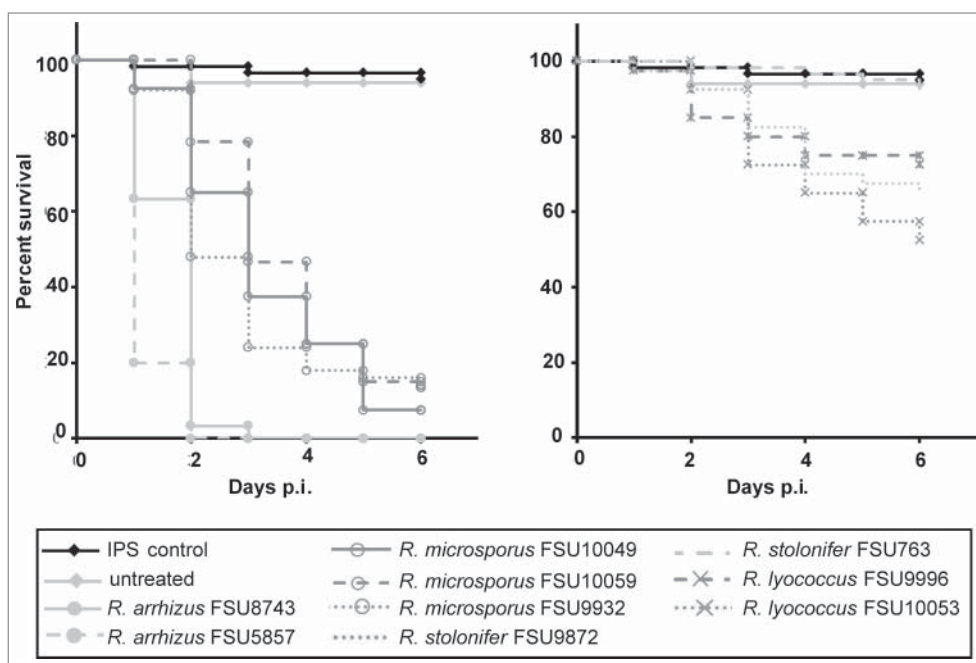 Percent survival
100
80
60
40
20
0
0
2
4
6
Days p.i.
100
80
60
40
20
0
0
2
4
6
Days p.i.
IPS control
untreated
R. arrhizus FSU8743
R. arrhizus FSU5857
R. microsporus FSU10049
R. microsporus FSU10059
R. microsporus FSU9932
R. stolonifer FSU9872
R. stolonifer FSU763
R. lyococcus FSU9996
R. lyococcus FSU10053